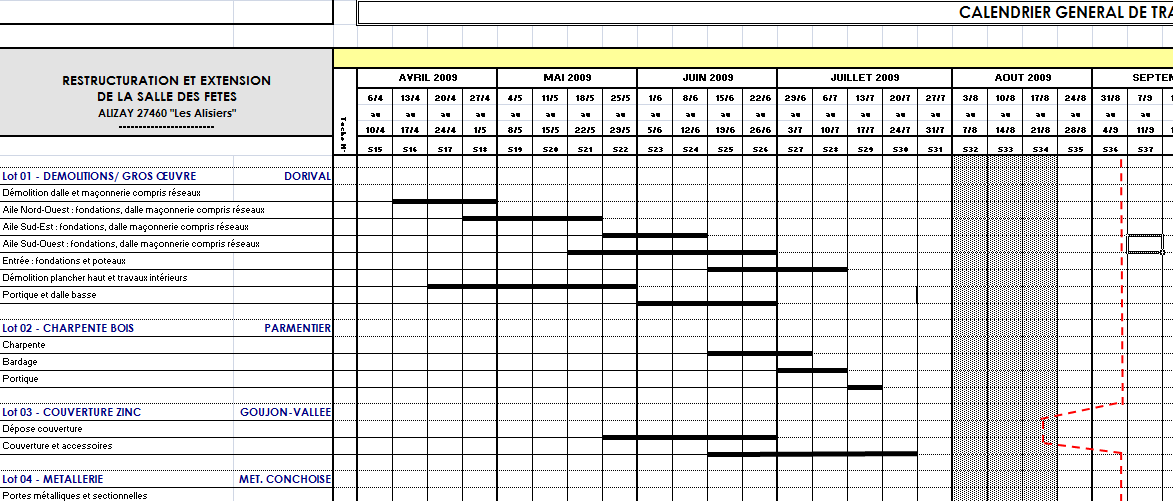 CALENDRIER GENERAL DE TRA
RESTRUCTURATION ET EXTENSION
DE LA SALLE DES FETES
ALIZAY 27460 "Les Alisiers"
------------------------
Tache N°
AVRIL 2009 MAI 2009 JUIN 2009 JUILLET 2009 AOUT 2009 SEPTEN
6/4 13/4 20/4 27/4 4/5 11/5 18/5 25/5 1/6 8/6 15/6 22/6 29/6 6/7 13/7 20/7 27/7 3/8 10/8 17/8 24/8 31/8 7/9
au au au au au au au au au au au au au au au au au au au au au au au
10/4 17/4 24/4 1/5 8/5 15/5 22/5 29/5 5/6 12/6 19/6 26/6 3/7 10/7 17/7 24/7 31/7 7/8 14/8 21/8 28/8 4/9 11/9
S15 S16 S17 S18 S19 S20 S21 S22 S23 S24 S25 S26 S27 S28 S29 S30 S31 S32 S33 S34 S35 S36 S37
Lot 01 - DEMOLITIONS/ GROS ŒUVRE DORIVAL
Démolition dalle et maçonnerie compris réseaux
Aile Nord-Ouest : fondations, dalle maçonnerie compris réseaux
Aile Sud-Est : fondations, dalle maçonnerie compris réseaux
Aile Sud-Ouest : fondations, dalle maçonnerie compris réseaux
Entrée : fondations et poteaux
Démolition plancher haut et travaux intérieurs
Portique et dalle basse
Lot 02 - CHARPENTE BOIS PARMENTIER
Charpente
Bardage
Portique
Lot 03 - COUVERTURE ZINC GOUJON-VALLEE
Dépose couverture
Couverture et accessoires
Lot 04 - METALLERIE MET. CONCHOISE
Portes métalliques et sectionnelles